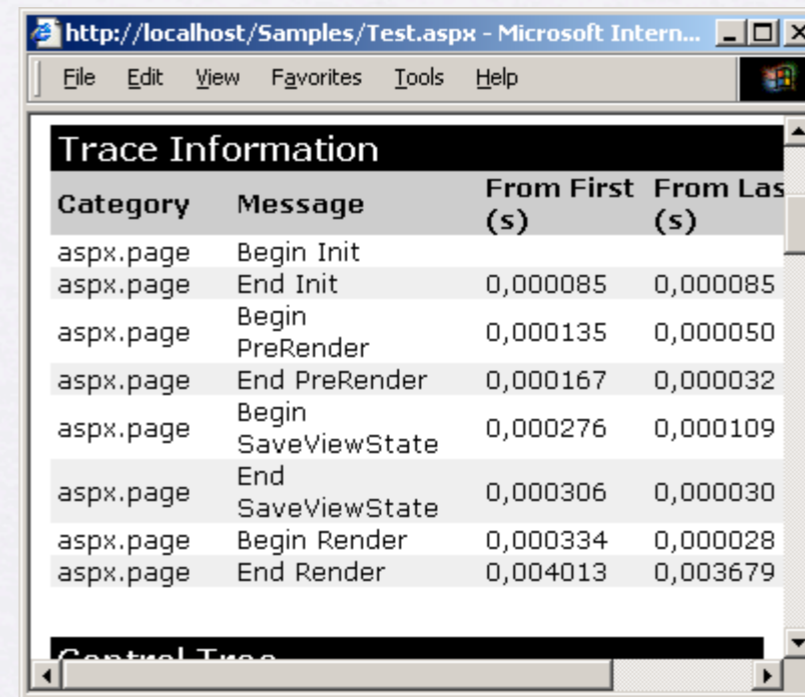 http://localhost/Samples/Test.aspx - Microsoft Intern...
File Edit View Favorites Tools Help
Trace Information
Category Message From First (s) From Las (s)
aspx.page Begin Init
aspx.page End Init 0,000085 0,000085
aspx.page Begin PreRender 0,000135 0,000050
aspx.page End PreRender 0,000167 0,000032
aspx.page Begin SaveViewState 0,000276 0,000109
aspx.page End SaveViewState 0,000306 0,000030
aspx.page Begin Render 0,000334 0,000028
aspx.page End Render 0,004013 0,003679
Control Tree